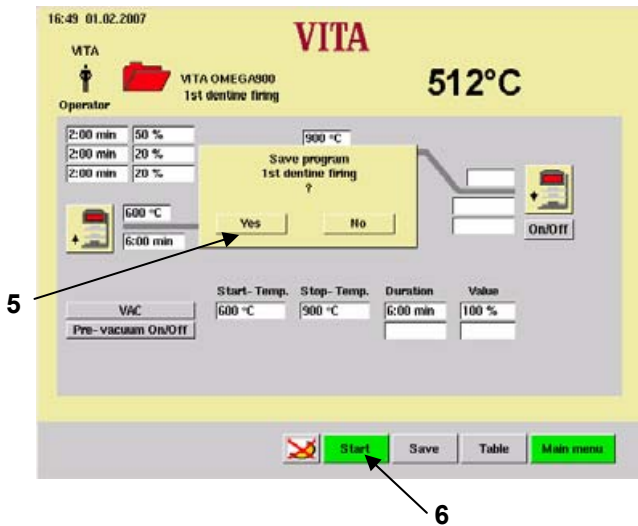 16:49 01.02.2007
VITA
VITA
Operator
VITA OMEGA900
1st dentine firing
512°C
2:00 min 50 %
2:00 min 20 %
2:00 min 20 %
900 °C
Save program
1st dentine firing
?
Yes No
600 °C
6:00 min
On/Off
5
Start-Temp. Stop-Temp. Duration Value
VAC 600 °C 900 °C 6:00 min 100 %
Pre-vacuum On/Off
Start Save Table Main menu
6